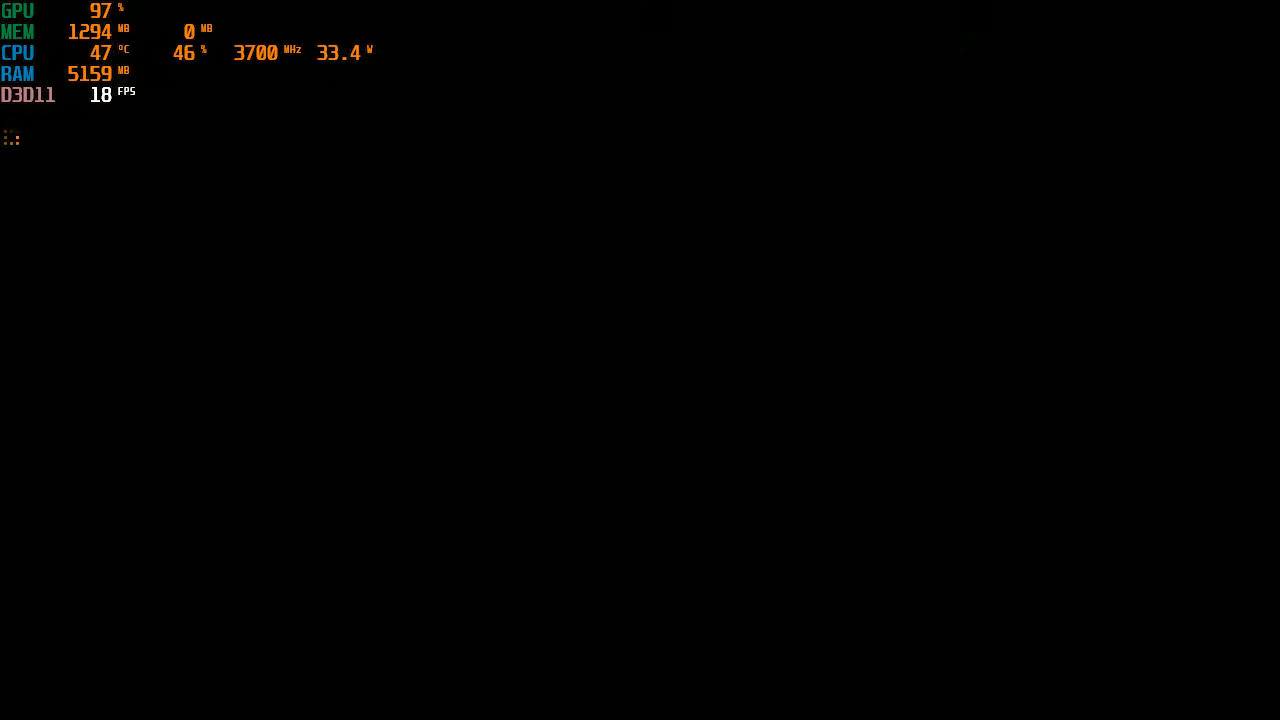 GPU 97 %
MEM 1294 MB 0 MB
CPU 47 °C 46 % 3700 MHz 33.4 W
RAM 5159 MB
D3D11 18 FPS